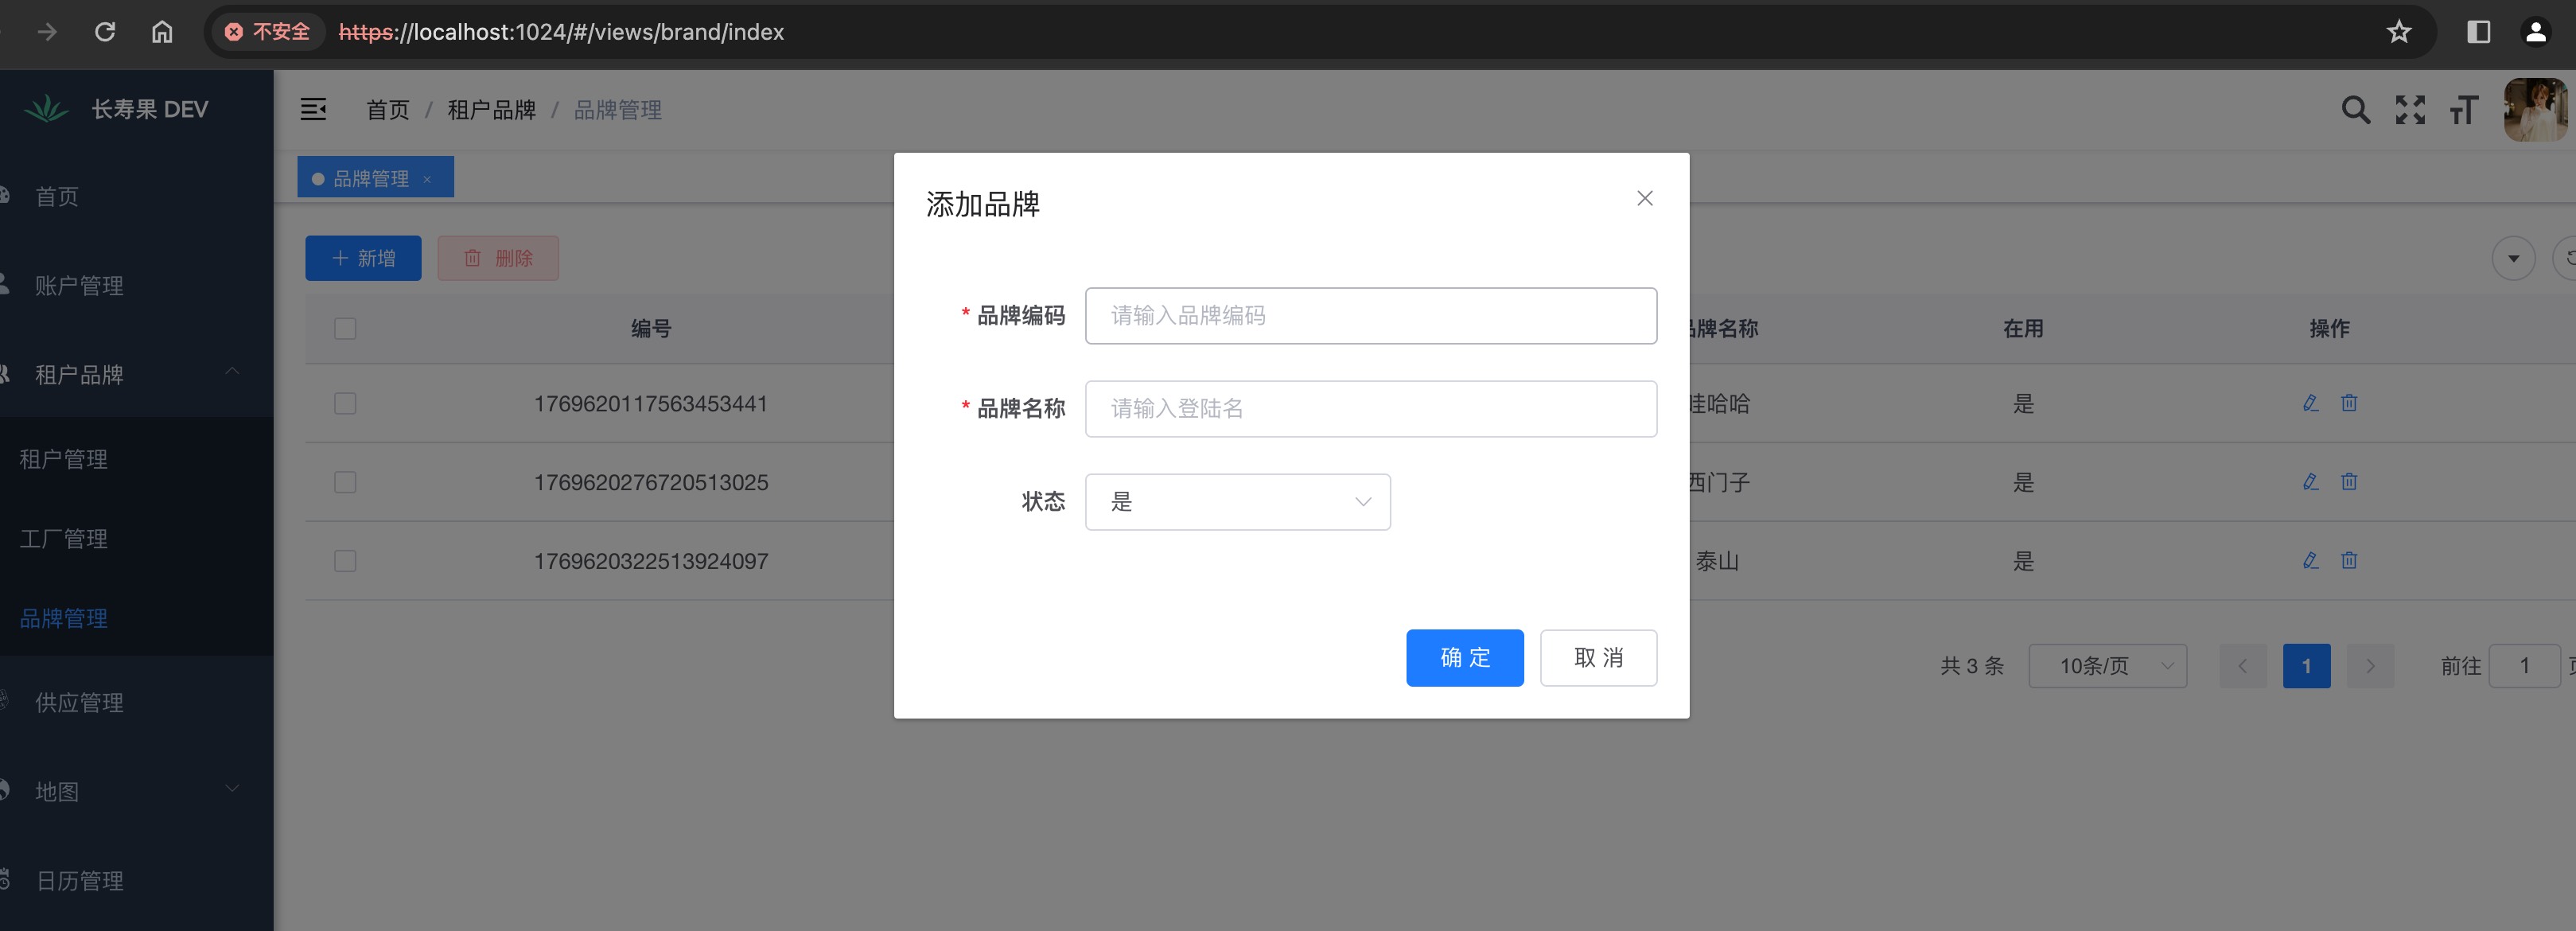 不安全 https://localhost:1024/#/views/brand/index
长寿果 DEV
首页 / 租户品牌 / 品牌管理
品牌管理 ×
首页
账户管理
租户品牌
租户管理
工厂管理
品牌管理
供应管理
地图
日历管理
+ 新增
删除
编号
牌名称
在用
操作
1769620117563453441
哇哈哈
是
1769620276720513025
西门子
是
1769620322513924097
泰山
是
共 3 条
10条/页
1
前往
1
添加品牌
* 品牌编码
请输入品牌编码
* 品牌名称
请输入登陆名
状态
是
确 定
取 消